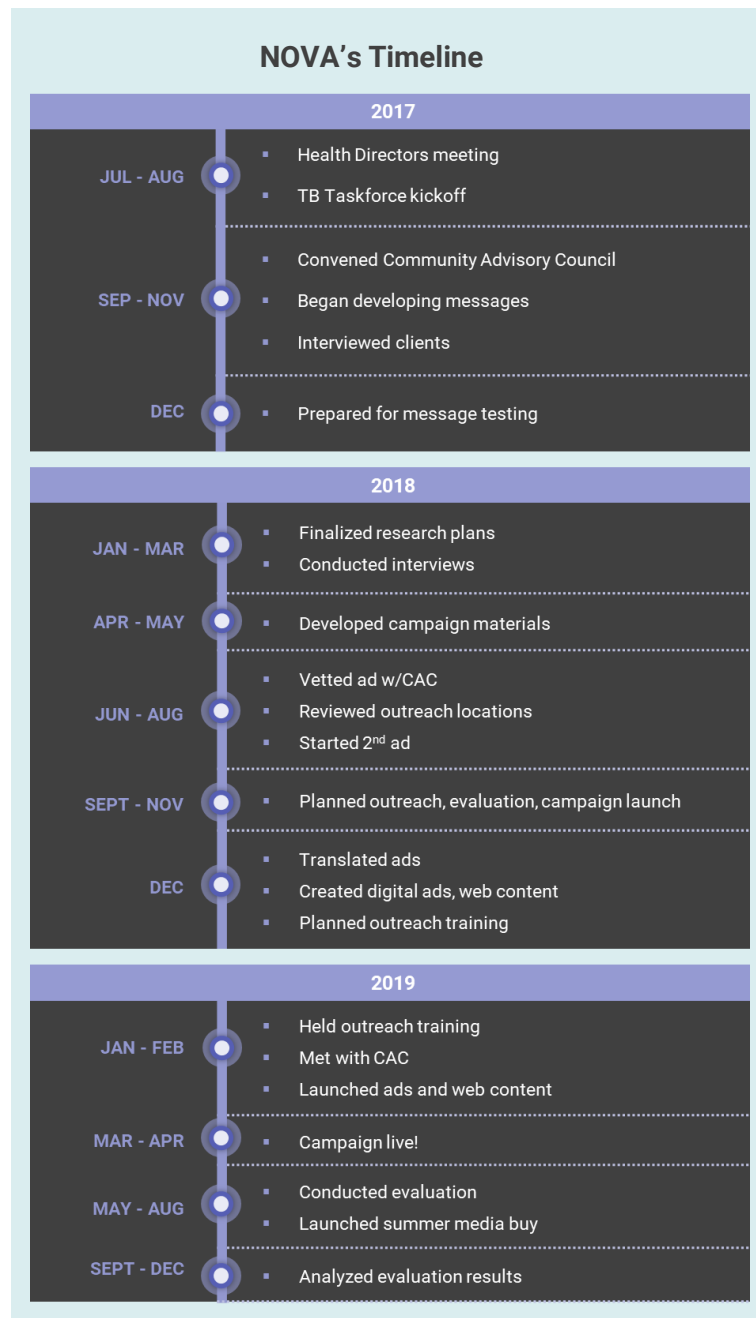 NOVA's Timeline
2017
JUL - AUG
▪ Health Directors meeting
▪ TB Taskforce kickoff
SEP - NOV
▪ Convened Community Advisory Council
▪ Began developing messages
▪ Interviewed clients
DEC
▪ Prepared for message testing
2018
JAN - MAR
▪ Finalized research plans
▪ Conducted interviews
APR - MAY
▪ Developed campaign materials
JUN - AUG
▪ Vetted ad w/CAC
▪ Reviewed outreach locations
▪ Started 2nd ad
SEPT - NOV
▪ Planned outreach, evaluation, campaign launch
DEC
▪ Translated ads
▪ Created digital ads, web content
▪ Planned outreach training
2019
JAN - FEB
▪ Held outreach training
▪ Met with CAC
▪ Launched ads and web content
MAR - APR
▪ Campaign live!
MAY - AUG
▪ Conducted evaluation
▪ Launched summer media buy
SEPT - DEC
▪ Analyzed evaluation results